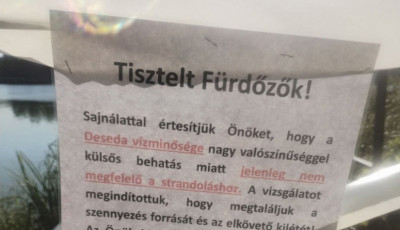 Tisztelt Fürdőzők!
Sajnálattal értesítjük Önöket, hogy a
Deseda vízminősége nagy valószínűséggel
külsős behatás miatt jelenleg nem
megfelelő a strandoláshoz. A vizsgálatot
megindítottuk, hogy megtaláljuk a
szennyezés forrását és az elkövető kilétét!